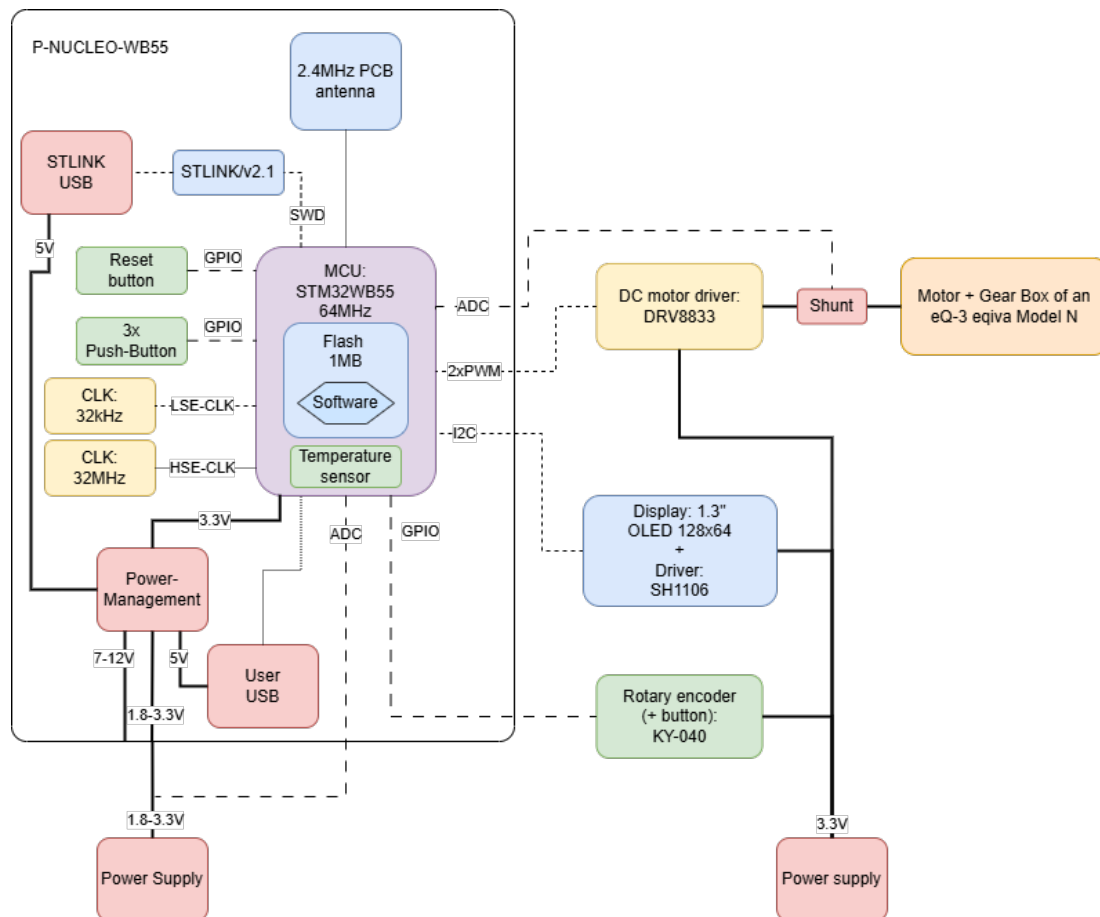 P-NUCLEO-WB55
2.4MHz PCB
antenna
STLINK
USB
STLINK/v2.1
SWD
5V
Reset
button
GPIO
MCU:
STM32WB55
64MHz
ADC
DC motor driver:
DRV8833
Shunt
Motor + Gear Box of an
eQ-3 eqiva Model N
3x
Push-Button
GPIO
Flash
1MB
Software
2xPWM
CLK:
32kHz
LSE-CLK
I2C
CLK:
32MHz
HSE-CLK
Temperature
sensor
3.3V
ADC
GPIO
Display: 1.3"
OLED 128x64
+
Driver:
SH1106
Power-
Management
7-12V
5V
1.8-3.3V
User
USB
Rotary encoder
(+ button):
KY-040
1.8-3.3V
3.3V
Power Supply
Power supply